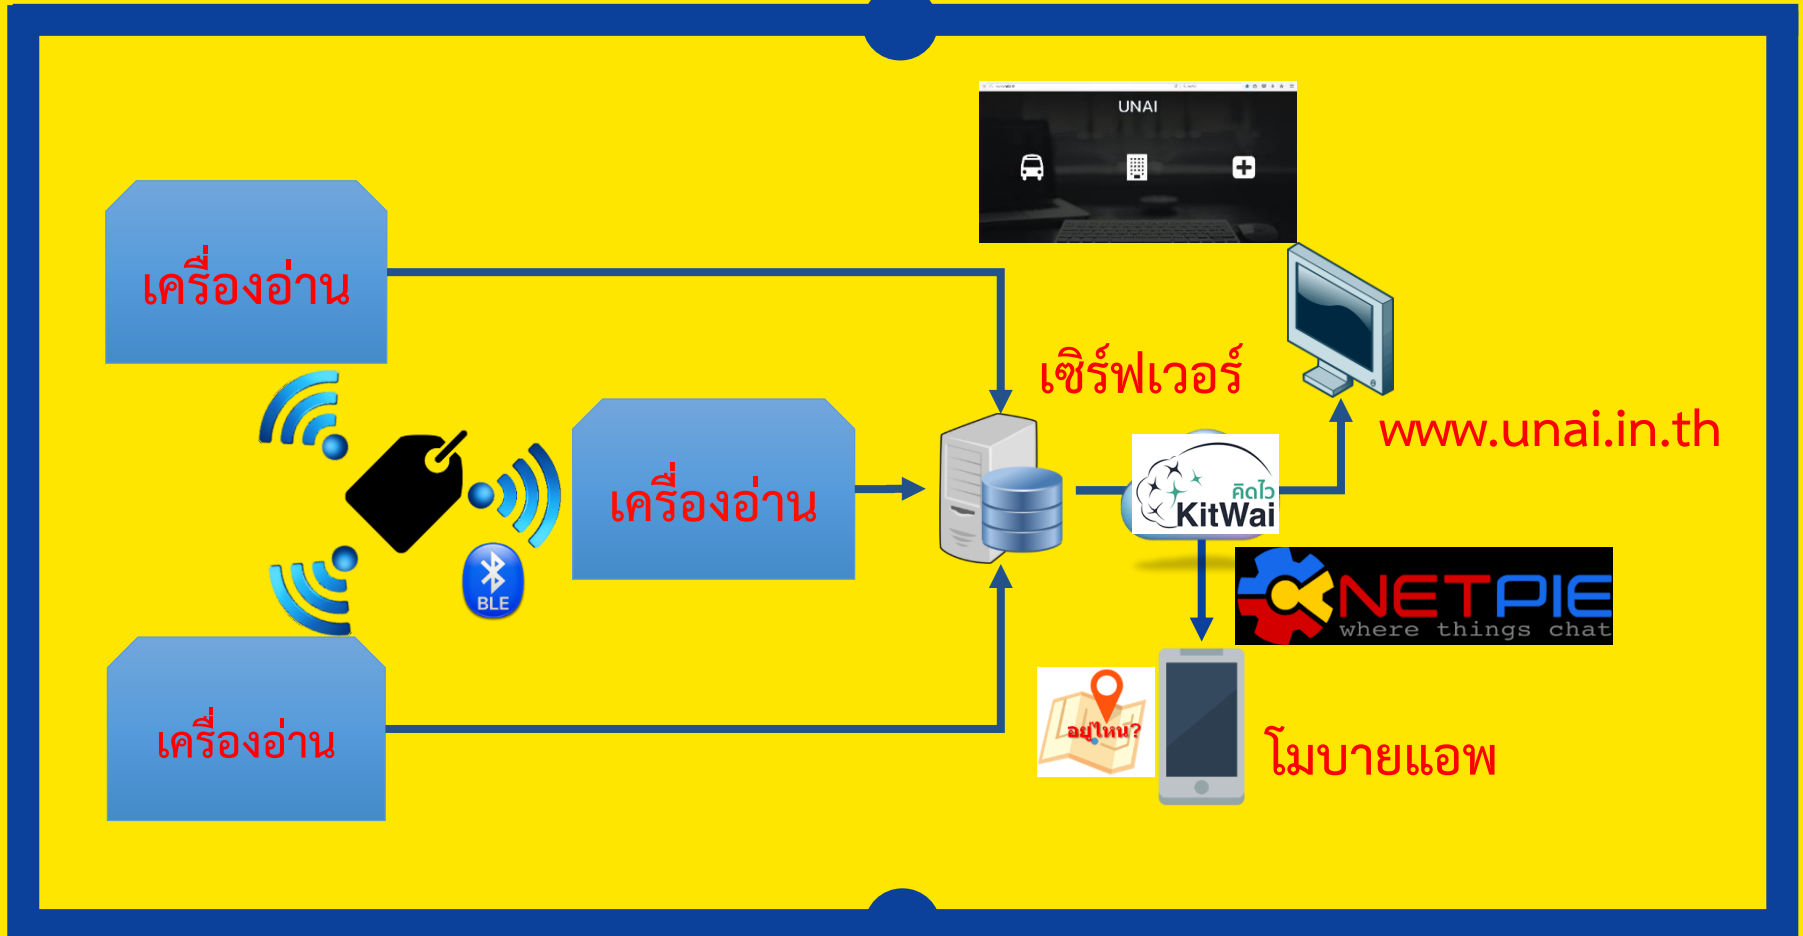 UNAI
เครื่องอ่าน
เซิร์ฟเวอร์
www.unai.in.th
เครื่องอ่าน
คิดไว
KitWai
BLE
NETPIE
where things chat
เครื่องอ่าน
อยู่ไหน?
โมบายแอพ